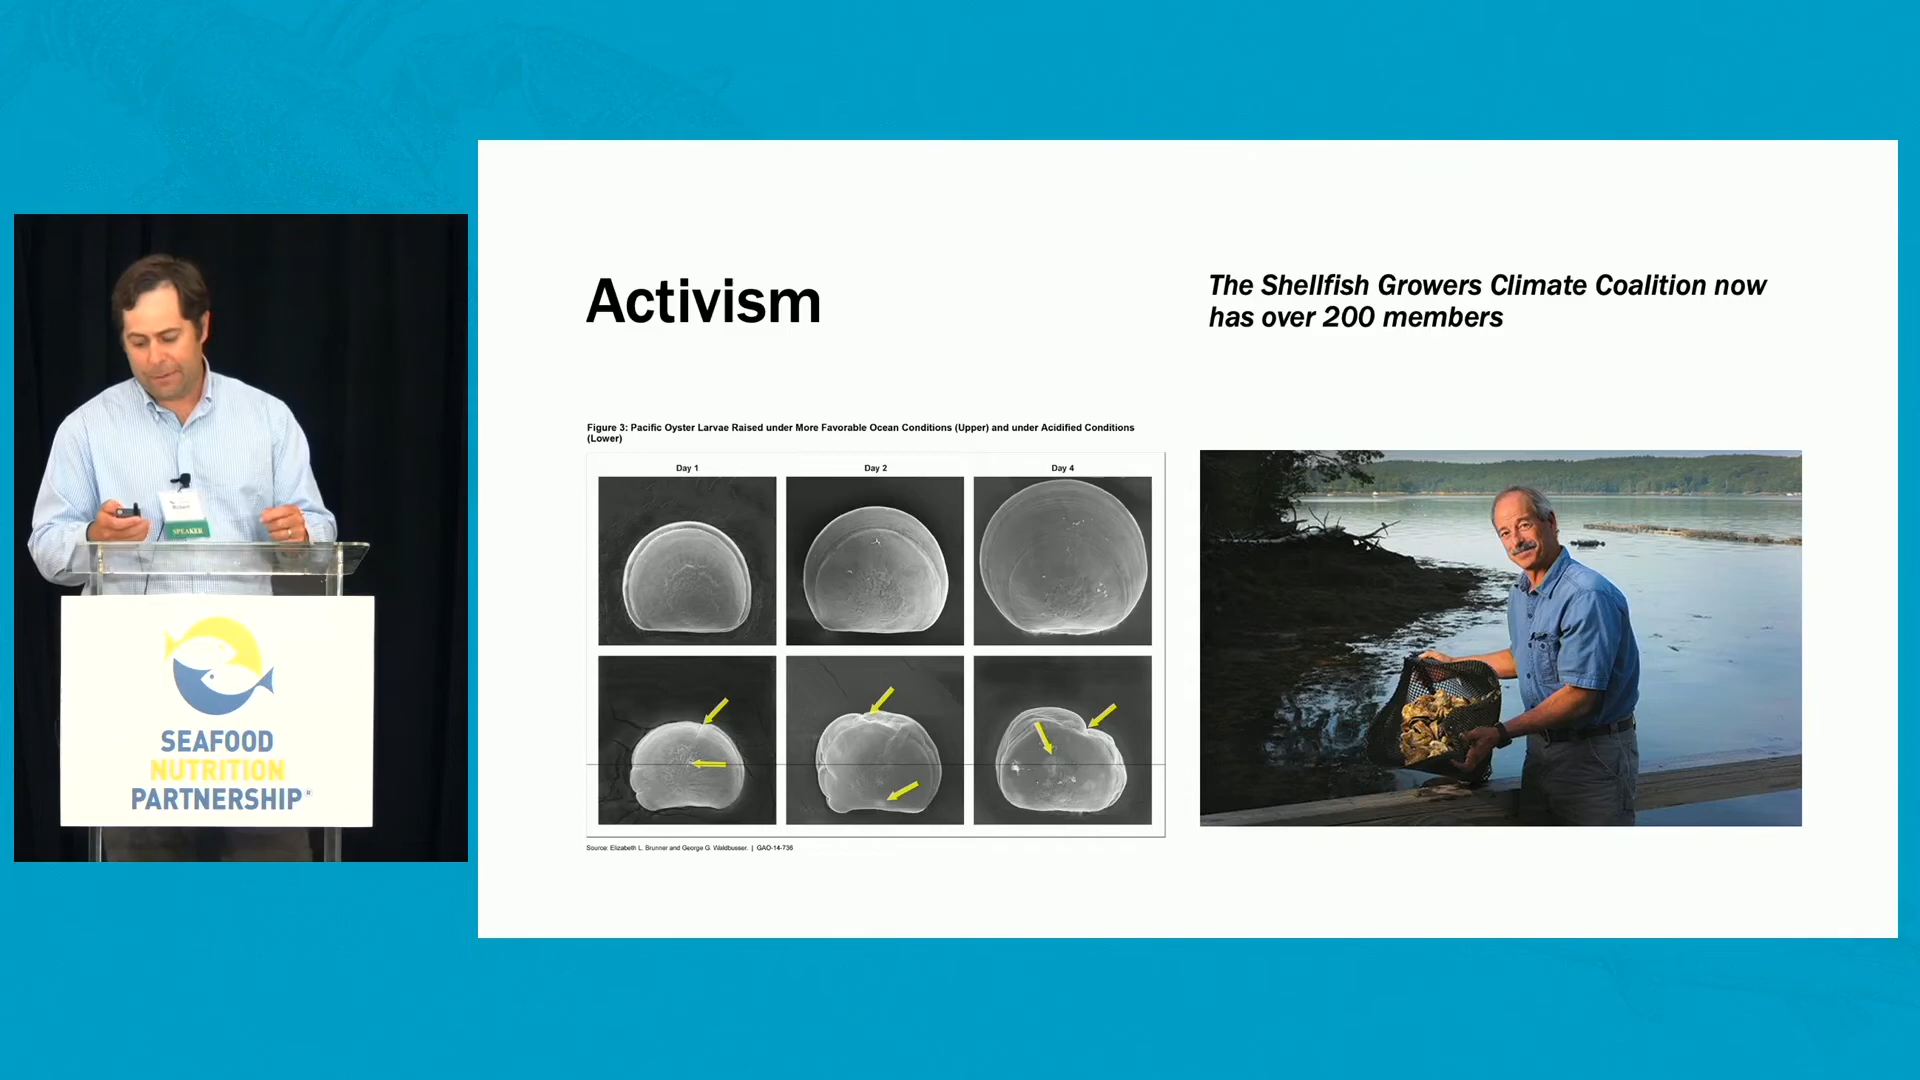 Activism
The Shellfish Growers Climate Coalition now
has over 200 members
Figure 3: Pacific Oyster Larvae Raised under More Favorable Ocean Conditions (Upper) and under Acidified Conditions
(Lower)
Day 1
Day 2
Day 4
Source: Elizabeth L. Brunner and George G. Waldbusser. | GAO-14-736
Robert
SPEAKER
SEAFOOD
NUTRITION
PARTNERSHIP®